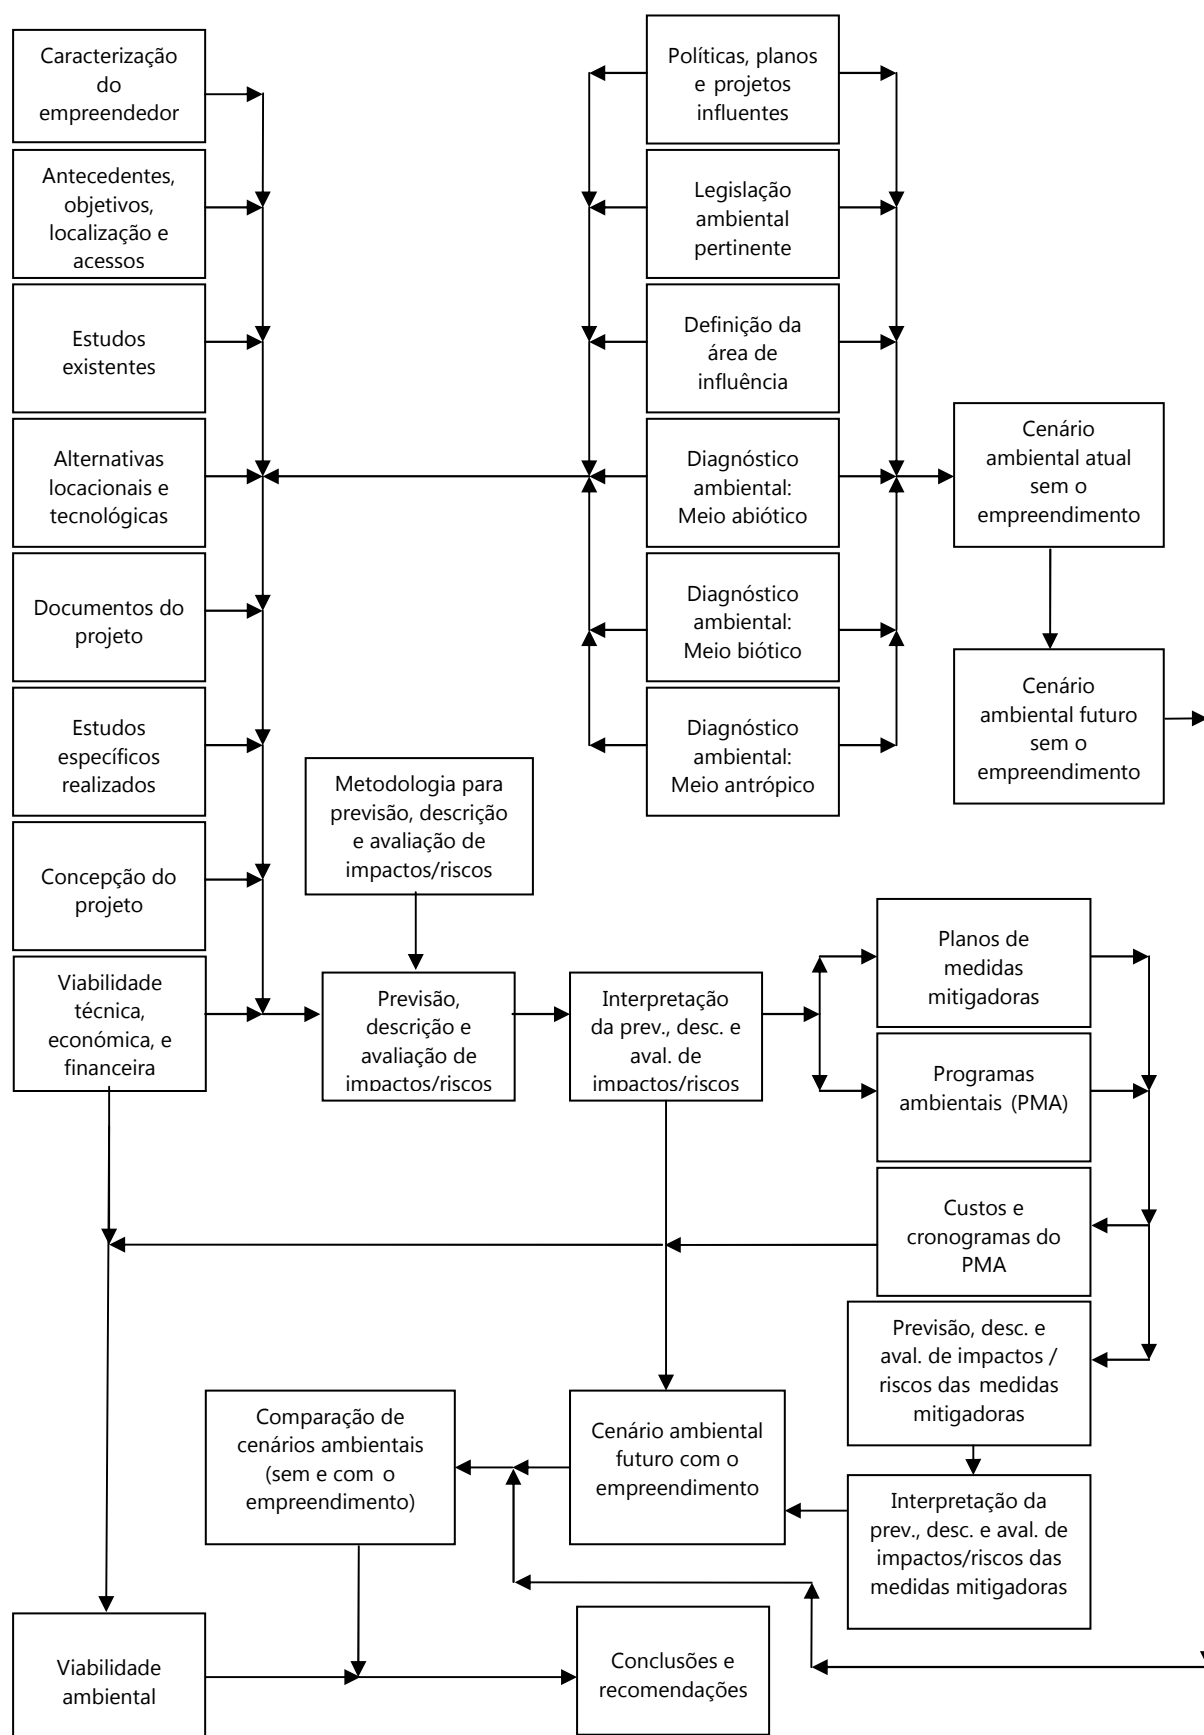 Caracterização
do
empreendedor
Antecedentes,
objetivos,
localização e
acessos
Estudos
existentes
Alternativas
locacionais e
tecnológicas
Documentos do
projeto
Estudos
específicos
realizados
Concepção do
projeto
Viabilidade
técnica,
económica, e
financeira
Políticas, planos
e projetos
influentes
Legislação
ambiental
pertinente
Definição da
área de
influência
Diagnóstico
ambiental:
Meio abiótico
Diagnóstico
ambiental:
Meio biótico
Diagnóstico
ambiental:
Meio antrópico
Cenário
ambiental atual
sem o
empreendimento
Cenário
ambiental futuro
sem o
empreendimento
Metodologia para
previsão, descrição
e avaliação de
impactos/riscos
Previsão,
descrição e
avaliação de
impactos/riscos
Interpretação
da prev., desc. e
aval. de
impactos/riscos
Planos de
medidas
mitigadoras
Programas
ambientais (PMA)
Custos e
cronogramas do
PMA
Previsão, desc. e
aval. de impactos /
riscos das medidas
mitigadoras
Interpretação da
prev., desc. e aval. de
impactos/riscos das
medidas mitigadoras
Cenário ambiental
futuro com o
empreendimento
Comparação de
cenários ambientais
(sem e com o
empreendimento)
Viabilidade
ambiental
Conclusões e
recomendações